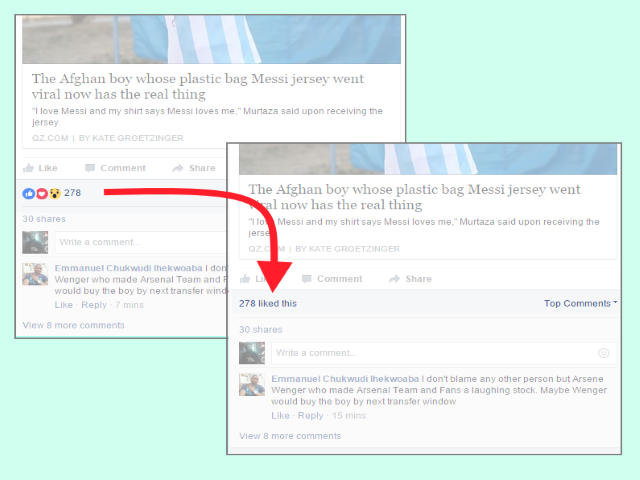 The Afghan boy whose plastic bag Messi jersey went
viral now has the real thing
"I love Messi and my shirt says Messi loves me," Murtaza said upon receiving the
jersey.
QZ.COM | BY KATE GROETZINGER
Like Comment Share
278
30 shares
Write a comment...
Emmanuel Chukwudi Ihekwoaba I don'
Wenger who made Arsenal Team and F
would buy the boy by next transfer wind
Like · Reply · 7 mins
View 8 more comments
The Afghan boy whose plastic bag Messi jersey went
viral now has the real thing
"I love Messi and my shirt says Messi loves me," Murtaza said upon receiving the
jersey.
QZ.COM | BY KATE GROETZINGER
Like Comment Share
278 liked this Top Comments
30 shares
Write a comment...
Emmanuel Chukwudi Ihekwoaba I don't blame any other person but Arsene
Wenger who made Arsenal Team and Fans a laughing stock. Maybe Wenger
would buy the boy by next transfer window
Like · Reply · 15 mins
View 8 more comments